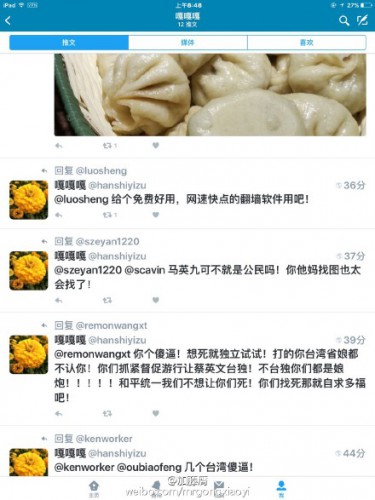 iPad 上午8:48 27%
嘎嘎嘎
12 推文
推文 媒体 喜欢
1
回复 @luosheng
嘎嘎嘎 @hanshiyizu 36分
@luosheng 给个免费好用，网速快点的翻墙软件用吧！
回复 @szeyan1220
嘎嘎嘎 @hanshiyizu 37分
@szeyan1220 @scavin 马英九可不就是公民吗！你他妈找图也太
会找了！
回复 @remonwangxt
嘎嘎嘎 @hanshiyizu 39分
@remonwangxt 你个傻逼！想死就独立试试！打的你台湾省娘都
不认你！你们抓紧督促游行让蔡英文台独！不台独你们都是娘
炮！！！！！和平统一我们不想让你们死！你们找死那就自求多福
吧！
回复 @kenworker
嘎嘎嘎 @hanshiyizu 44分
@kenworker @oubiaofeng 几个台湾傻逼！
主页 通知 私信 我
weibo.com/mrgongxiaoyi